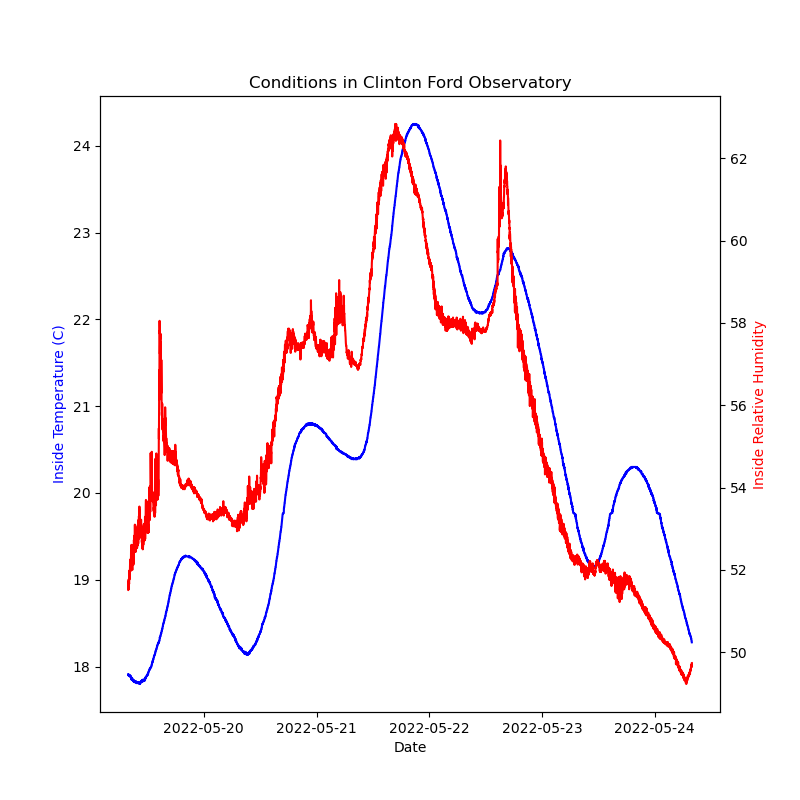 Conditions in Clinton Ford Observatory
24
23
22
21
20
19
18
Inside Temperature (C)
62
60
58
56
54
52
50
Inside Relative Humidity
2022-05-20 2022-05-21 2022-05-22 2022-05-23 2022-05-24
Date